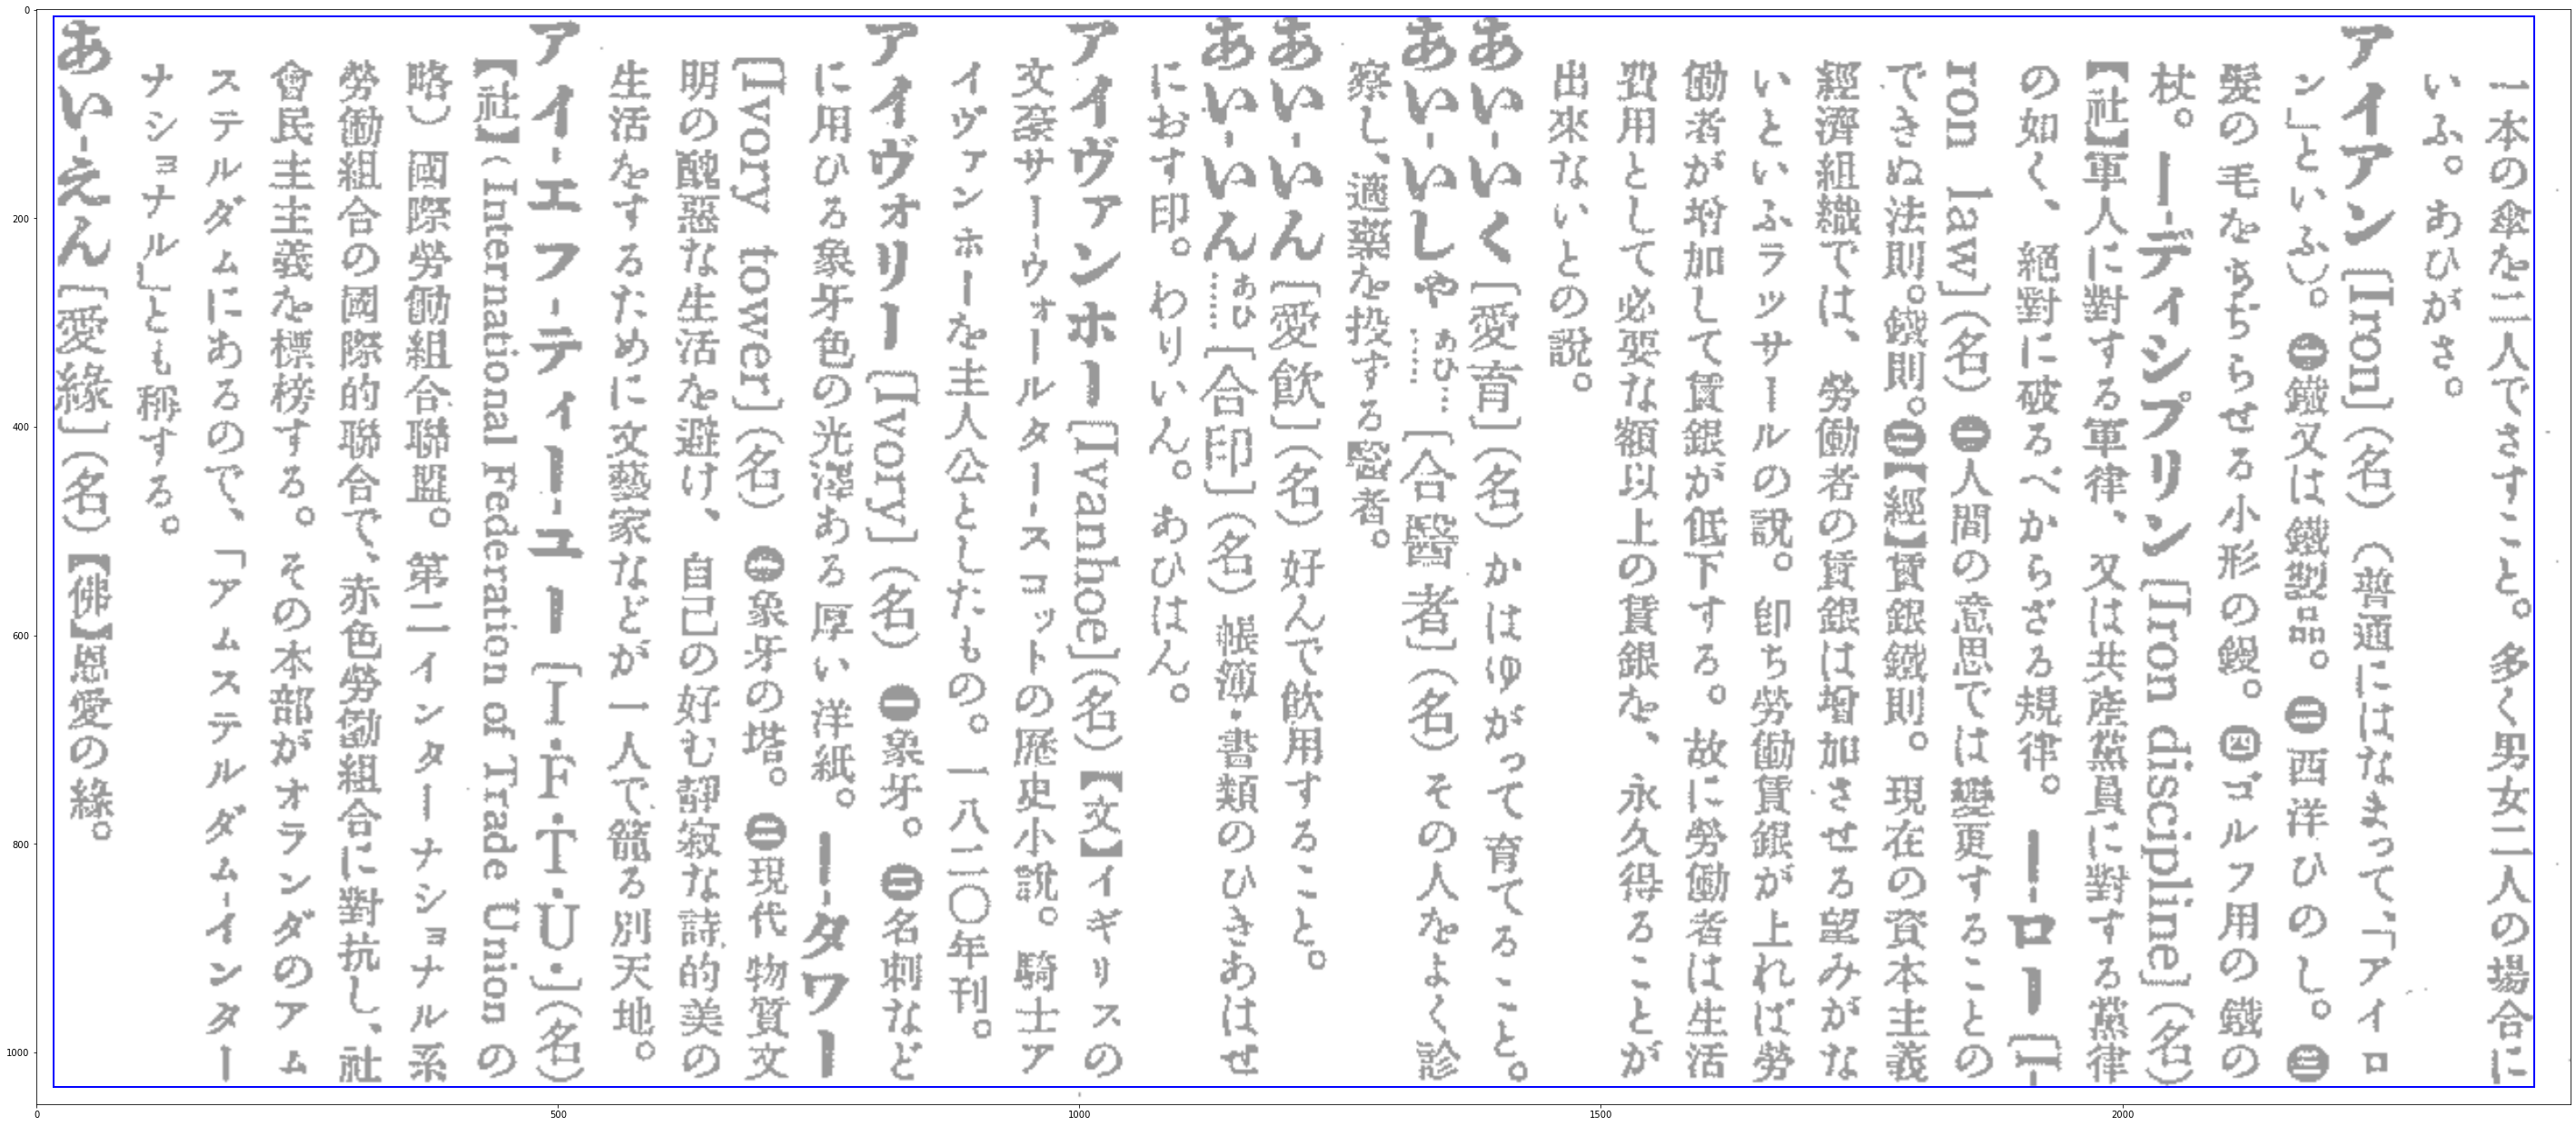 一本の傘を二人でさすこと。多く男女二人の場合に
いふ。あひがさ。
アイアン [Iron](名) (普通にはなまって、「アイロ
ン」といふ)。㊀鐵又は鐵製品。㊁西洋ひのし。㊂
髮の毛をちぢらせる小形の鏝。㊃ゴルフ用の鐵の
杖。 ー-ディシプリン [Iron discipline](名)
【社】軍人に對する軍律、又は共產黨員に對する黨律
の如く、絕對に破るべからざる規律。 ー-ロー [I-
ron law](名) ㊀人間の意思では變更することの
できぬ法則。鐵則。㊁【經】賃銀鐵則。現在の資本主義
經濟組織では、勞働者の賃銀は增加させる望みがな
いといふラッサールの說。卽ち勞働賃銀が上れば勞
働者が增加して賃銀が低下する。故に勞働者は生活
費用として必要な額以上の賃銀を、永久得ることが
出來ないとの說。
あい-いく [愛育](名) かはゆがって育てること。
あい-いしや あひ…… [合醫者](名) その人をよく診
察し、適藥を投する醫者。
あい-いん [愛飮](名) 好んで飮用すること。
あい-いん あひ…… [合印](名) 帳簿・書類のひきあはせ
におす印。わりいん。あひはん。
アイヴァンホー [Ivanhoe](名)【文】イギリスの
文豪サー-ウォールター-スコットの歷史小說。騎士ア
イヴァンホーを主人公としたもの。一八二〇年刊。
アイヴォリー [Ivory](名) ㊀象牙。㊁名刺など
に用ひる象牙色の光澤ある厚い洋紙。 ー-タワー
[Ivory tower](名) ㊀象牙の塔。㊁現代物質文
明の醜惡な生活を避け、自己の好む靜寂な詩的美の
生活をするために文藝家などが一人で籠る別天地。
アイ-エフ-ティー-ユー [I.F.T.U.](名)
【社】(International Federation of Trade Union の
略) 國際勞働組合聯盟。第二インターナショナル系
勞働組合の國際的聯合で、赤色勞働組合に對抗し、社
會民主主義を標榜する。その本部がオランダのアム
ステルダムにあるので、「アムステルダム-インター
ナショナル」とも稱する。
あい-えん [愛緣](名)【佛】恩愛の緣。